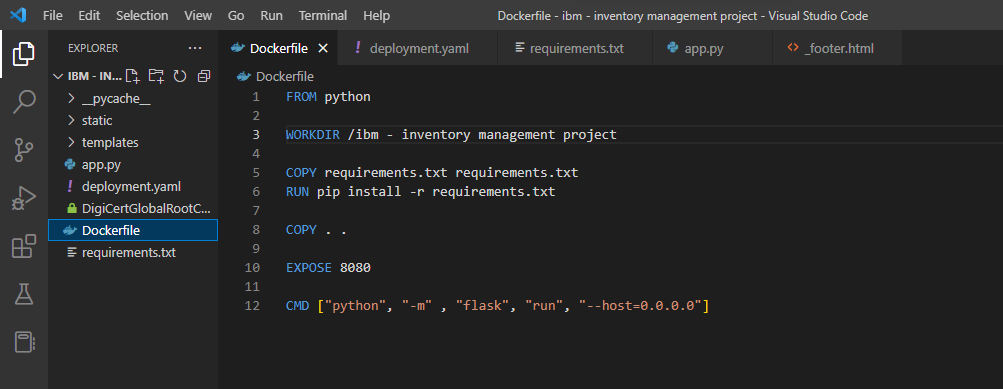 File Edit Selection View Go Run Terminal Help Dockerfile - ibm - inventory management project - Visual Studio Code
EXPLORER ...
Dockerfile
! deployment.yaml
requirements.txt
app.py
<> _footer.html
IBM - IN...
__pycache__
static
templates
app.py
! deployment.yaml
DigiCertGlobalRootC...
Dockerfile
requirements.txt
Dockerfile
1 FROM python
2
3 WORKDIR /ibm - inventory management project
4
5 COPY requirements.txt requirements.txt
6 RUN pip install -r requirements.txt
7
8 COPY . .
9
10 EXPOSE 8080
11
12 CMD ["python", "-m" , "flask", "run", "--host=0.0.0.0"]